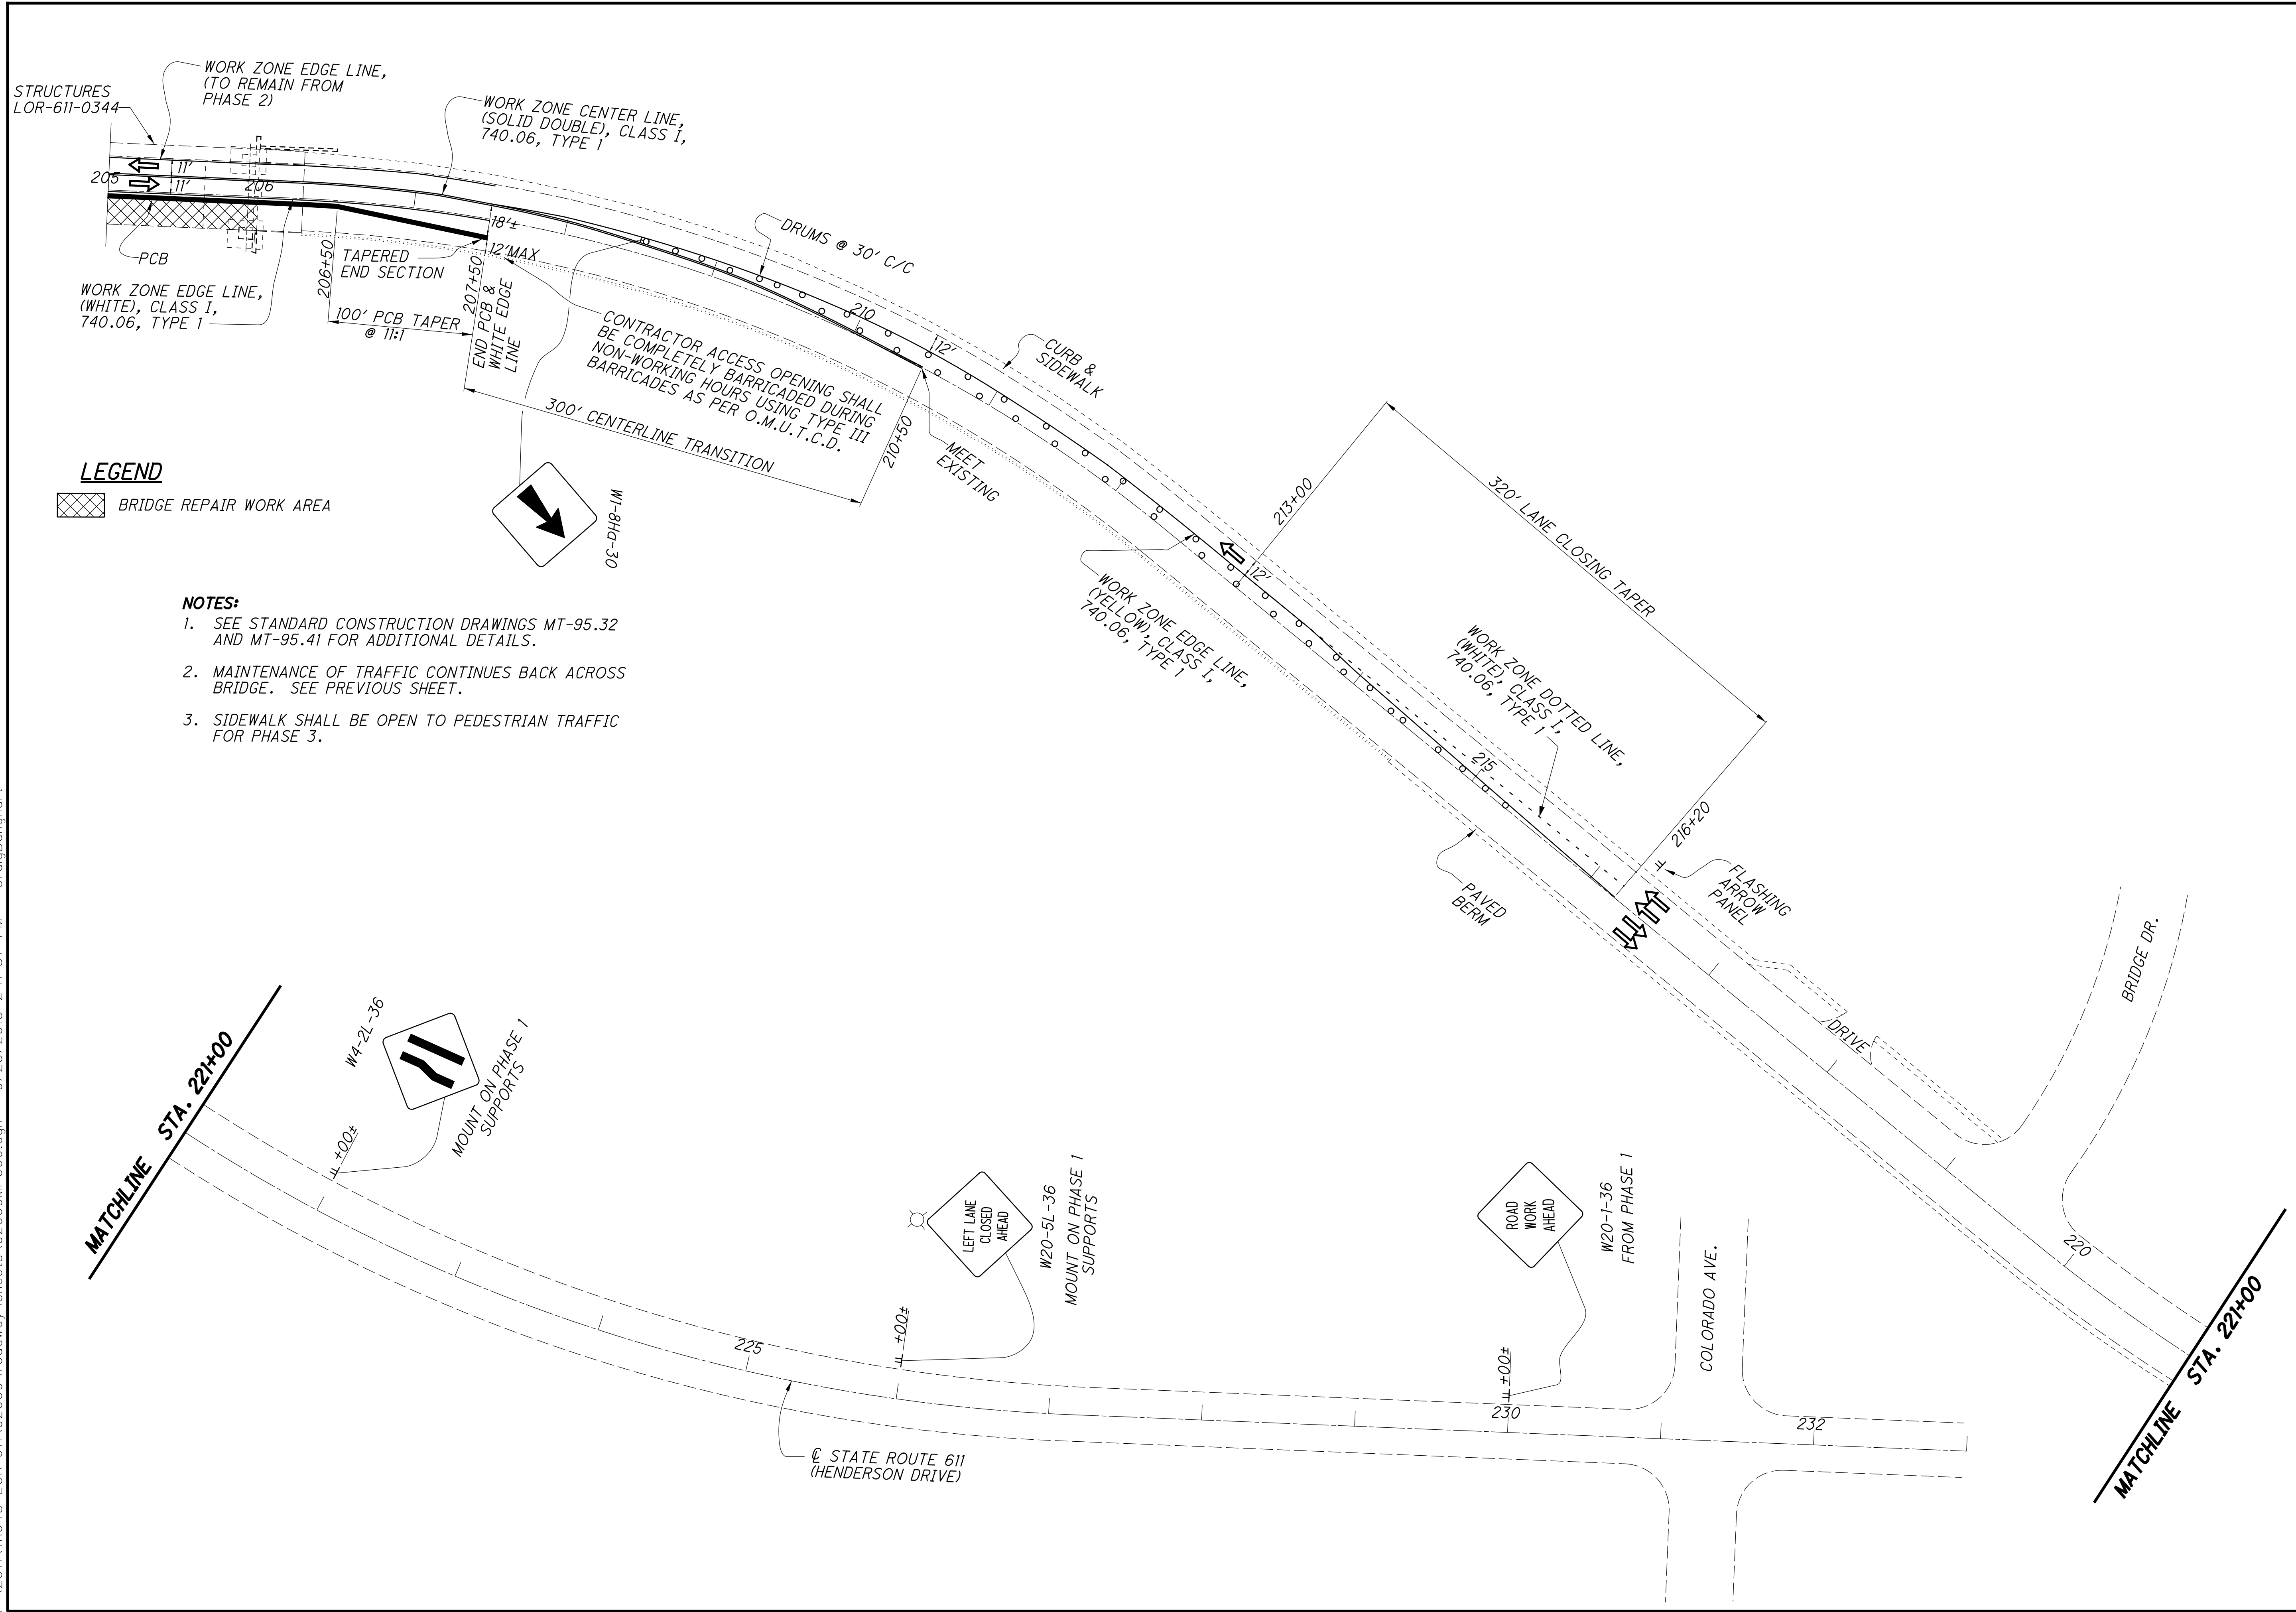 STRUCTURES
LOR-611-0344
WORK ZONE EDGE LINE,
(TO REMAIN FROM
PHASE 2)
WORK ZONE CENTER LINE,
(SOLID DOUBLE), CLASS I,
740.06, TYPE 1
205
11'
11'
206
PCB
WORK ZONE EDGE LINE,
(WHITE), CLASS I,
740.06, TYPE 1
206+50
TAPERED
END SECTION
100' PCB TAPER
@ 11:1
207+50
END PCB &
WHITE EDGE
LINE
18'±
12'MAX
DRUMS @ 30' C/C
210
12'
CONTRACTOR ACCESS OPENING SHALL
BE COMPLETELY BARRICADED DURING
NON-WORKING HOURS USING TYPE III
BARRICADES AS PER O.M.U.T.C.D.
300' CENTERLINE TRANSITION
210+50
CURB &
SIDEWALK
MEET
EXISTING
W1-8Ha-30
LEGEND
BRIDGE REPAIR WORK AREA
NOTES:
1. SEE STANDARD CONSTRUCTION DRAWINGS MT-95.32
AND MT-95.41 FOR ADDITIONAL DETAILS.
2. MAINTENANCE OF TRAFFIC CONTINUES BACK ACROSS
BRIDGE. SEE PREVIOUS SHEET.
3. SIDEWALK SHALL BE OPEN TO PEDESTRIAN TRAFFIC
FOR PHASE 3.
213+00
12'
320' LANE CLOSING TAPER
WORK ZONE EDGE LINE,
(YELLOW), CLASS I,
740.06, TYPE 1
WORK ZONE DOTTED LINE,
(WHITE), CLASS I,
740.06, TYPE 1
215
216+20
FLASHING
ARROW
PANEL
PAVED
BERM
DRIVE
BRIDGE DR.
220
MATCHLINE STA. 221+00
MATCHLINE STA. 221+00
W4-2L-36
MOUNT ON PHASE 1
SUPPORTS
+00±
225
+00±
LEFT LANE
CLOSED
AHEAD
W20-5L-36
MOUNT ON PHASE 1
SUPPORTS
℄ STATE ROUTE 611
(HENDERSON DRIVE)
ROAD
WORK
AHEAD
W20-1-36
FROM PHASE 1
+00±
230
COLORADO AVE.
232